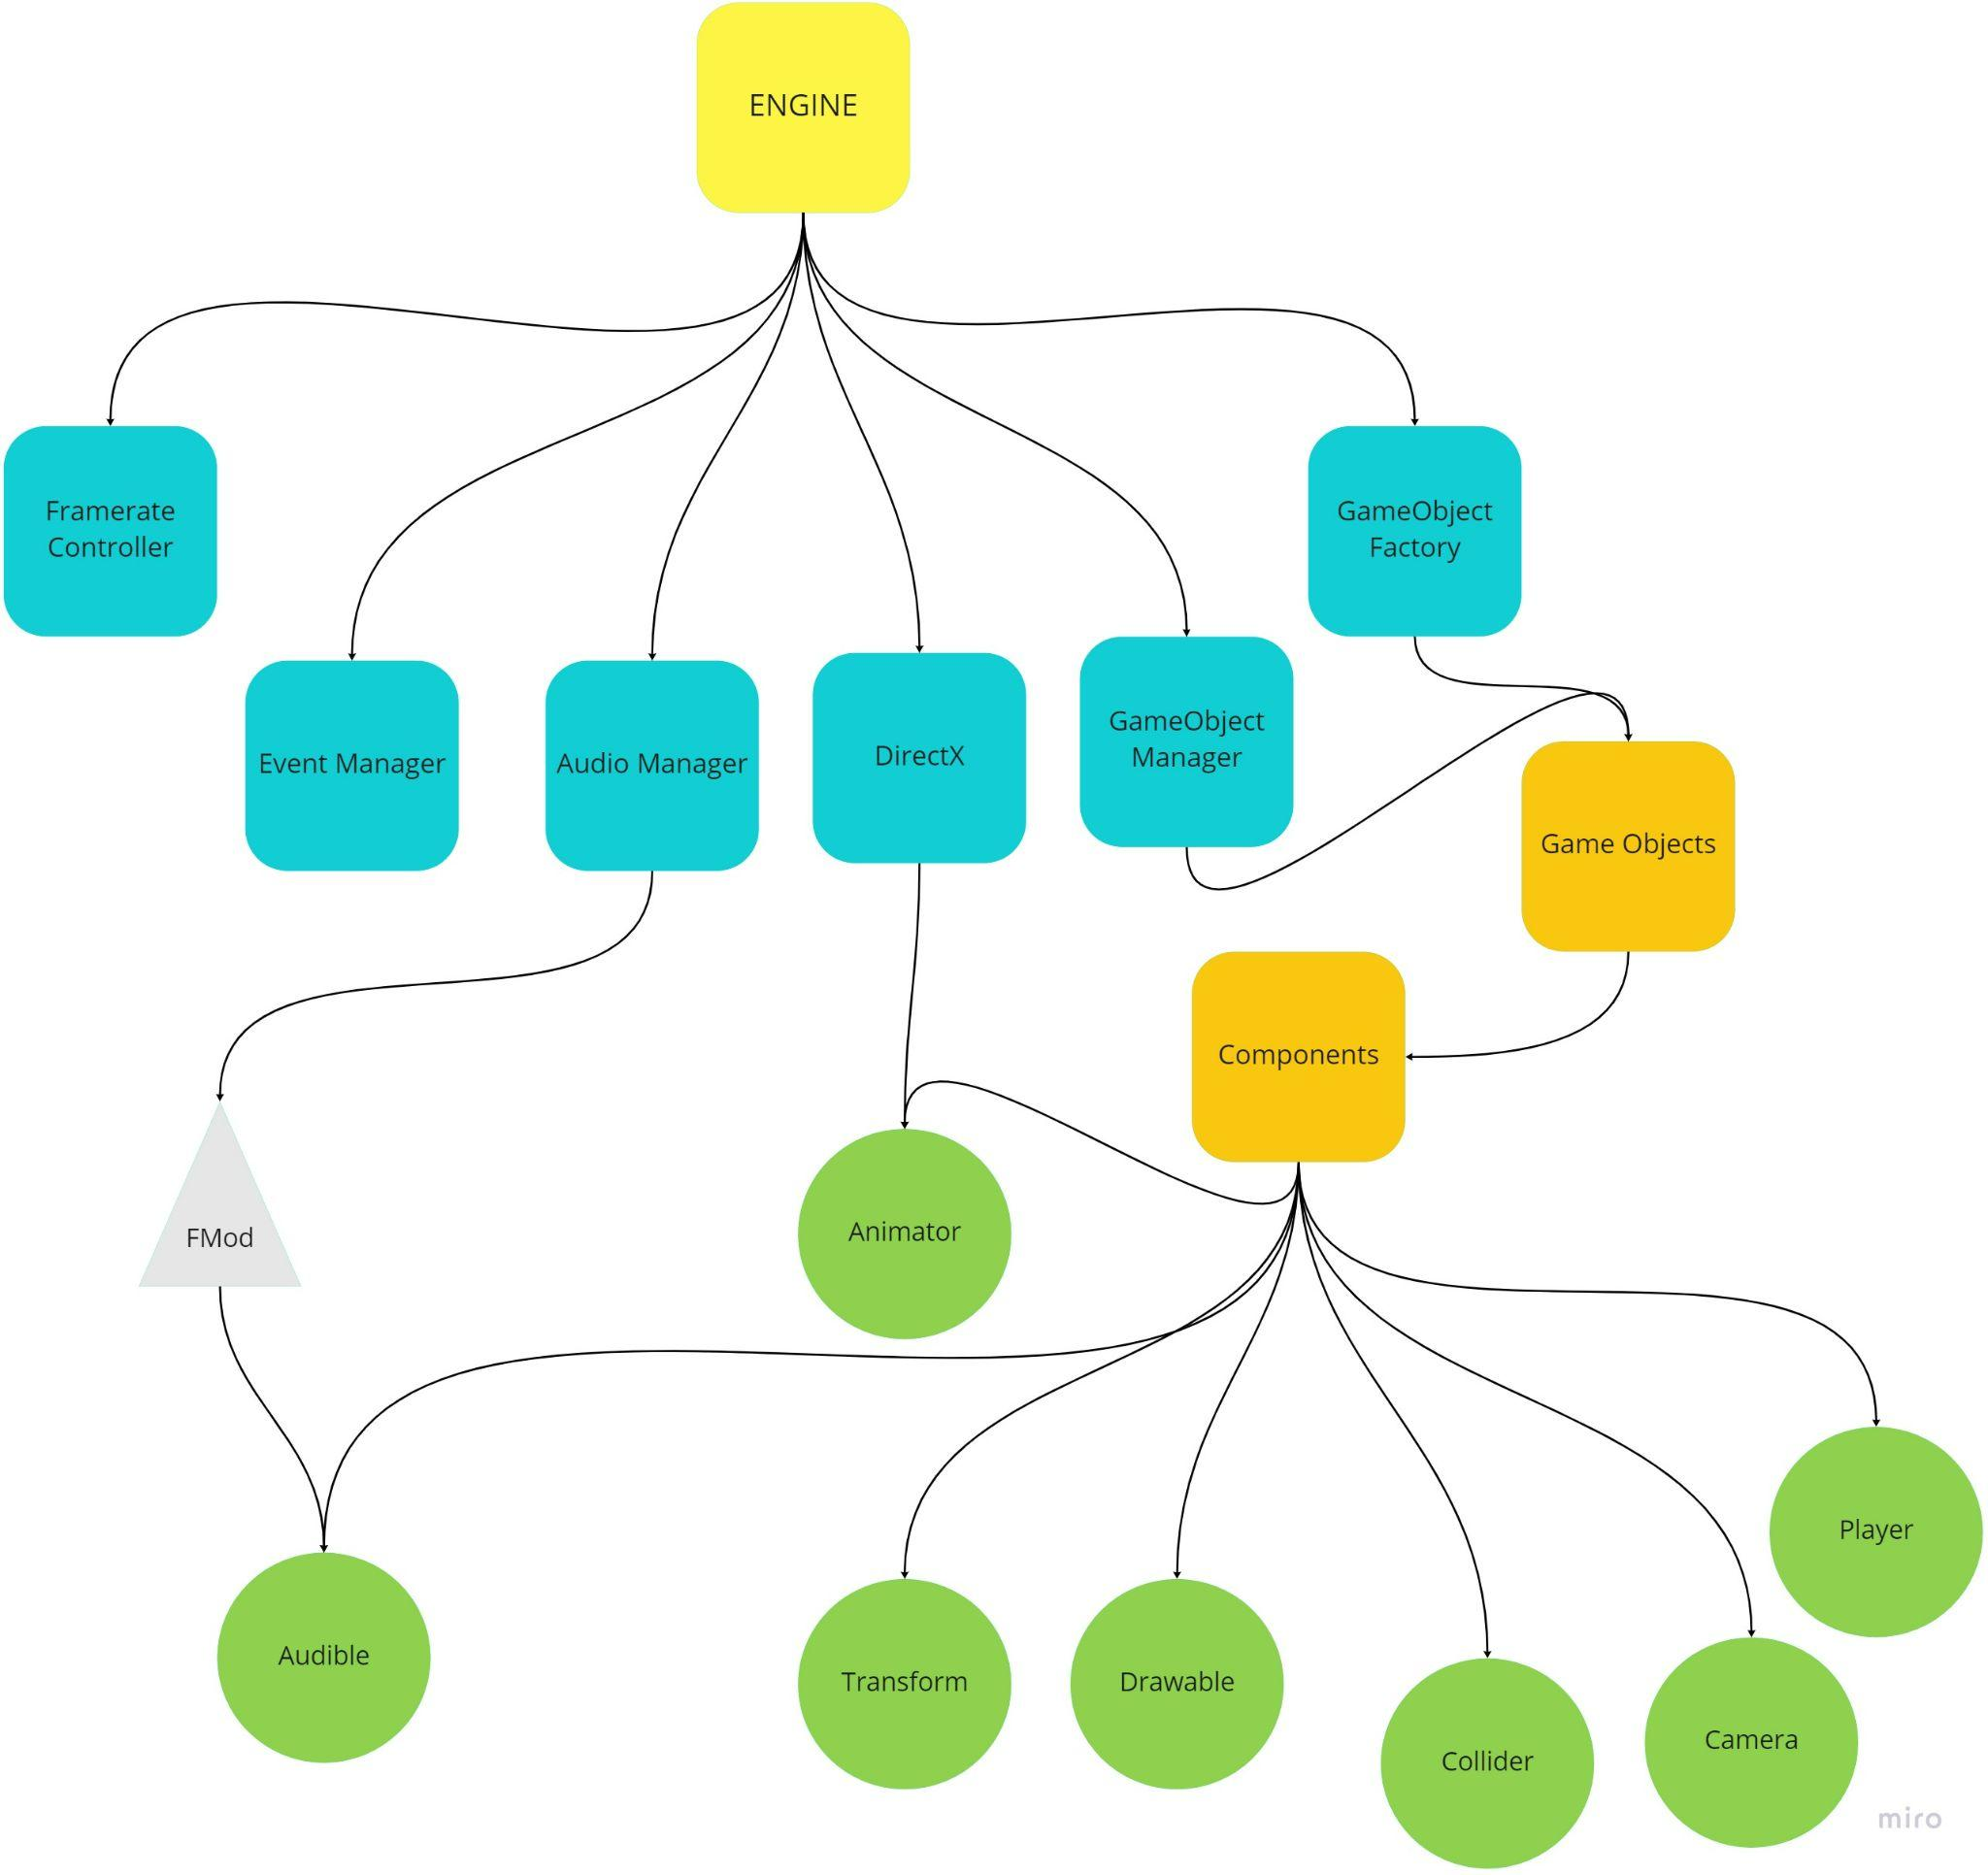 ENGINE
Framerate
Controller
GameObject
Factory
Event Manager
Audio Manager
DirectX
GameObject
Manager
Game Objects
Components
FMod
Animator
Player
Audible
Transform
Drawable
Collider
Camera
miro